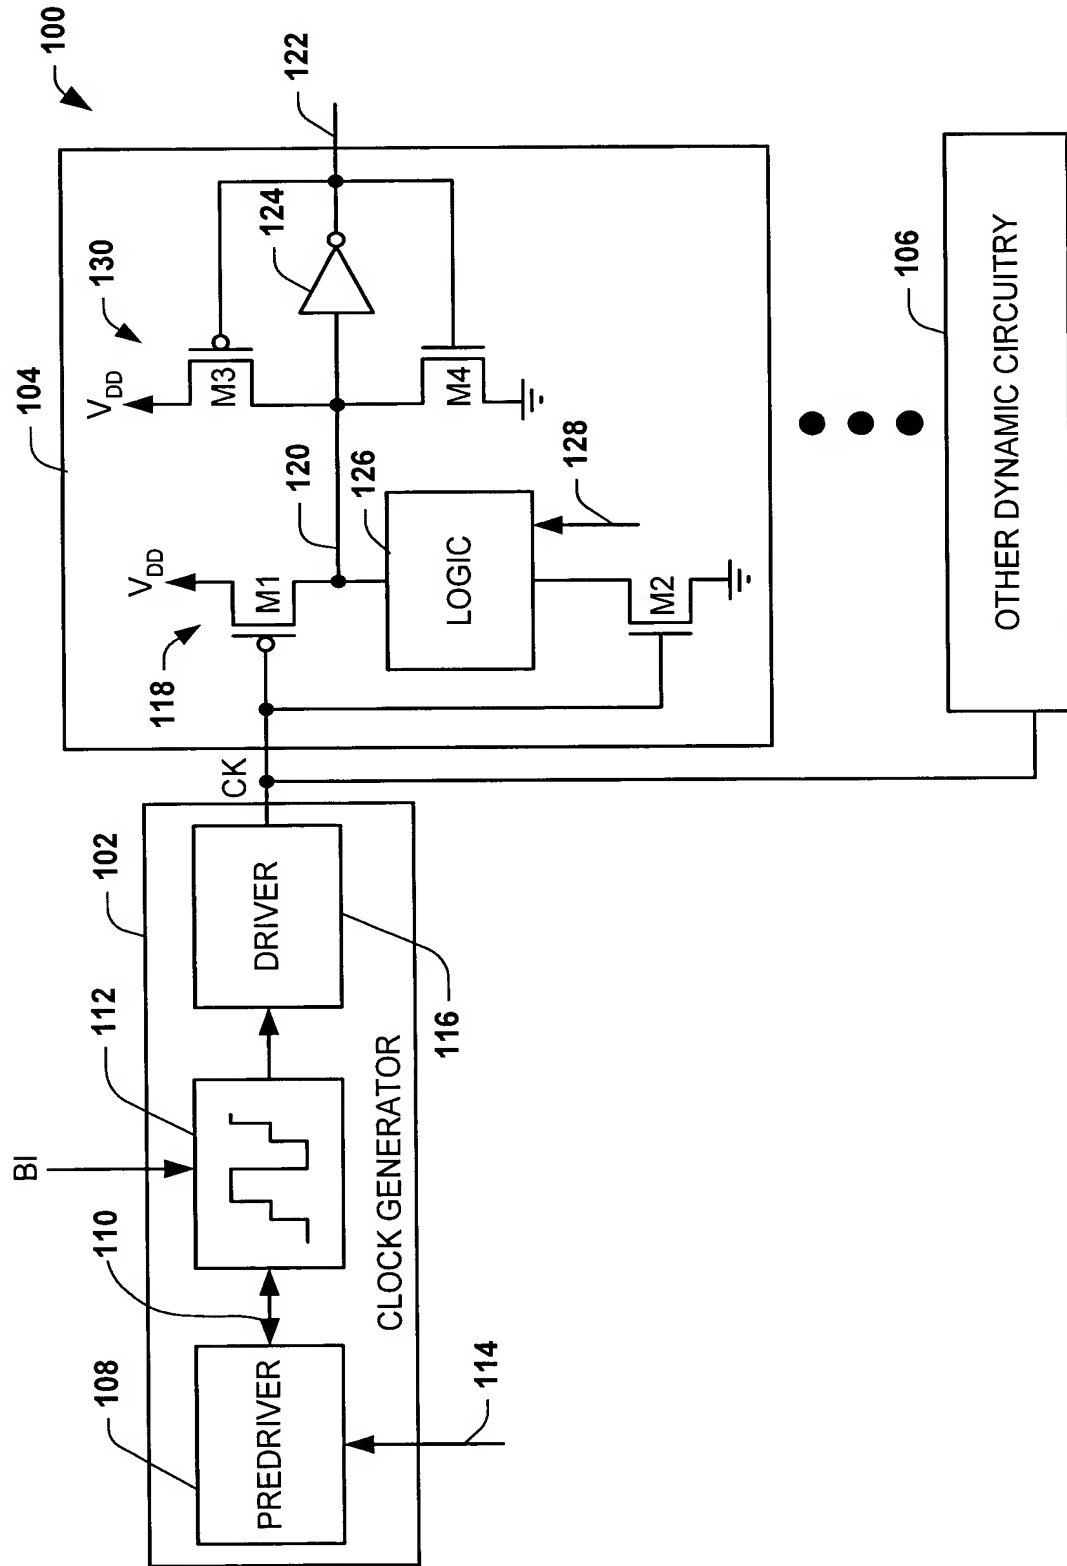 100
104
130
V_DD
M3
124
122
118
V_DD
M1
120
126
LOGIC
128
M2
M4
CK
102
112
BI
110
108
PREDRIVER
114
DRIVER
116
CLOCK GENERATOR
106
OTHER DYNAMIC CIRCUITRY